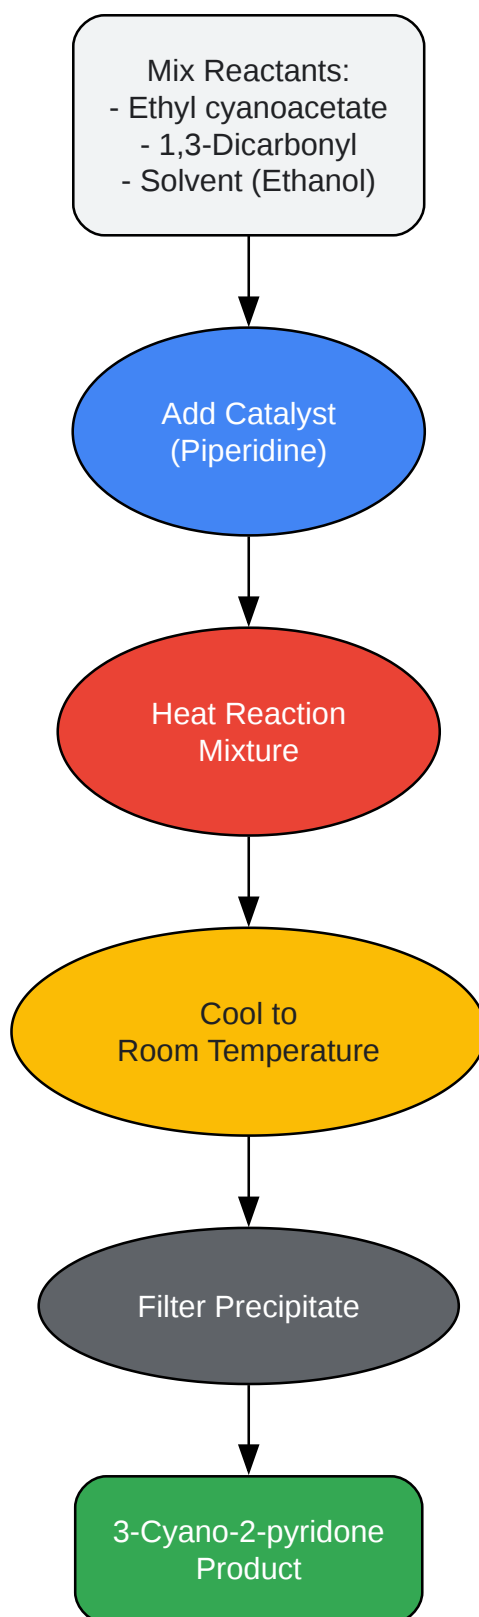 Mix Reactants:
- Ethyl cyanoacetate
- 1,3-Dicarbonyl
- Solvent (Ethanol)
Add Catalyst
(Piperidine)
Heat Reaction
Mixture
Cool to
Room Temperature
Filter Precipitate
3-Cyano-2-pyridone
Product